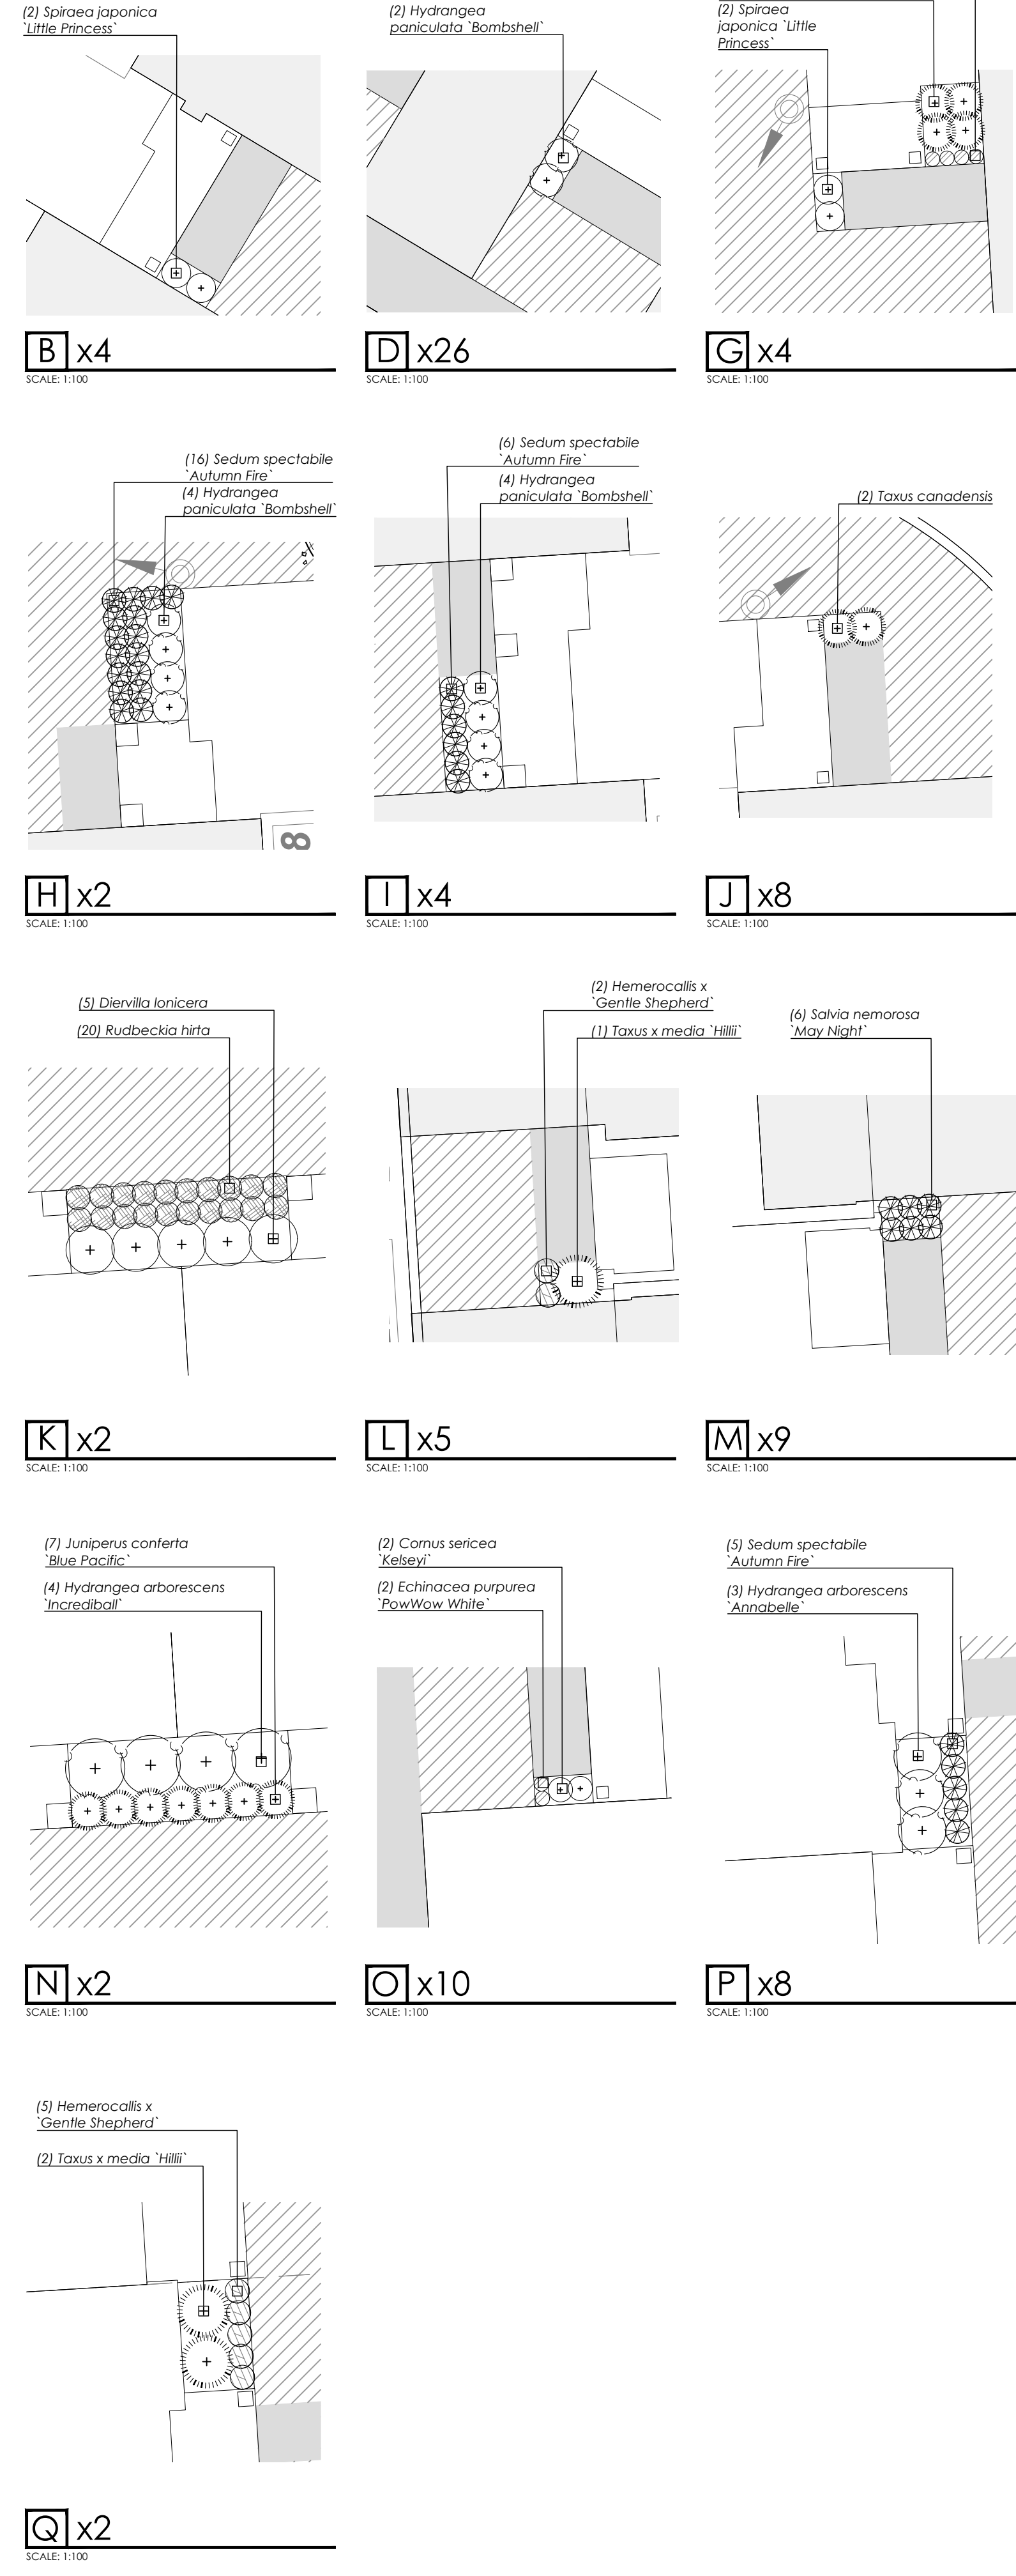 (2) Spiraea japonica
`Little Princess`
(2) Hydrangea
paniculata `Bombshell`
(2) Spiraea
japonica `Little
Princess`
B x4
SCALE: 1:100
D x26
SCALE: 1:100
G x4
SCALE: 1:100
(16) Sedum spectabile
`Autumn Fire`
(4) Hydrangea
paniculata `Bombshell`
(6) Sedum spectabile
`Autumn Fire`
(4) Hydrangea
paniculata `Bombshell`
(2) Taxus canadensis
8
H x2
SCALE: 1:100
I x4
SCALE: 1:100
J x8
SCALE: 1:100
(5) Diervilla lonicera
(20) Rudbeckia hirta
(2) Hemerocallis x
`Gentle Shepherd`
(1) Taxus x media `Hillii`
(6) Salvia nemorosa
`May Night`
K x2
SCALE: 1:100
L x5
SCALE: 1:100
M x9
SCALE: 1:100
(7) Juniperus conferta
`Blue Pacific`
(4) Hydrangea arborescens
`Incrediball`
(2) Cornus sericea
`Kelseyi`
(2) Echinacea purpurea
`PowWow White`
(5) Sedum spectabile
`Autumn Fire`
(3) Hydrangea arborescens
`Annabelle`
N x2
SCALE: 1:100
O x10
SCALE: 1:100
P x8
SCALE: 1:100
(5) Hemerocallis x
`Gentle Shepherd`
(2) Taxus x media `Hillii`
Q x2
SCALE: 1:100